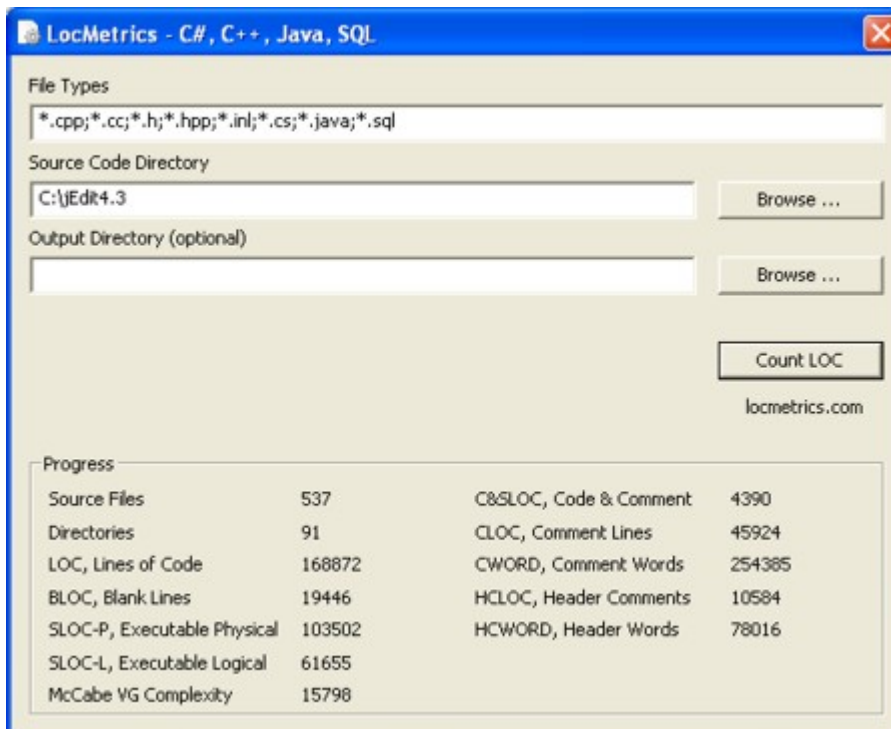 LocMetrics - C#, C++, Java, SQL
File Types
*.cpp;*.cc;*.h;*.hpp;*.inl;*.cs;*.java;*.sql
Source Code Directory
C:\jEdit4.3
Browse ...
Output Directory (optional)
Browse ...
Count LOC
locmetrics.com
Progress
Source Files 537 C&SLOC, Code & Comment 4390
Directories 91 CLOC, Comment Lines 45924
LOC, Lines of Code 168872 CWORD, Comment Words 254385
BLOC, Blank Lines 19446 HCLOC, Header Comments 10584
SLOC-P, Executable Physical 103502 HCWORD, Header Words 78016
SLOC-L, Executable Logical 61655
McCabe VG Complexity 15798